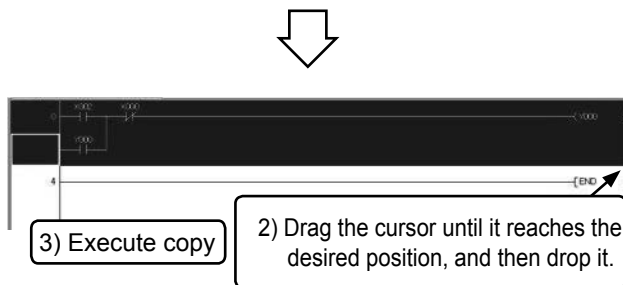 X002 X000
0 Y000
Y000
4 END
3) Execute copy
2) Drag the cursor until it reaches the
desired position, and then drop it.